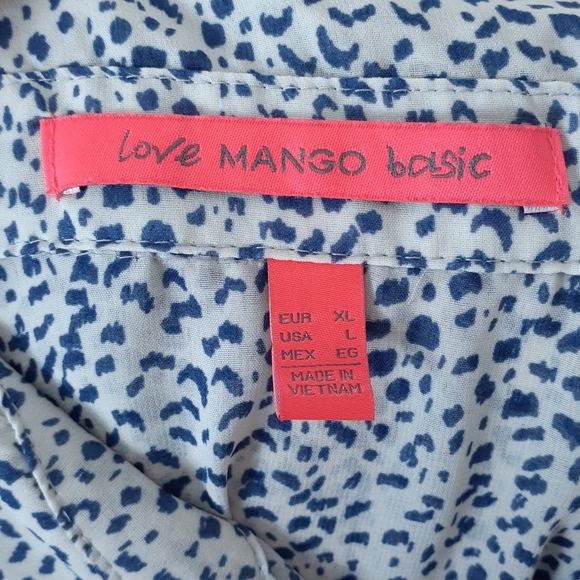 love MANGO basic
EUR XL
USA L
MEX EG
MADE IN
VIETNAM